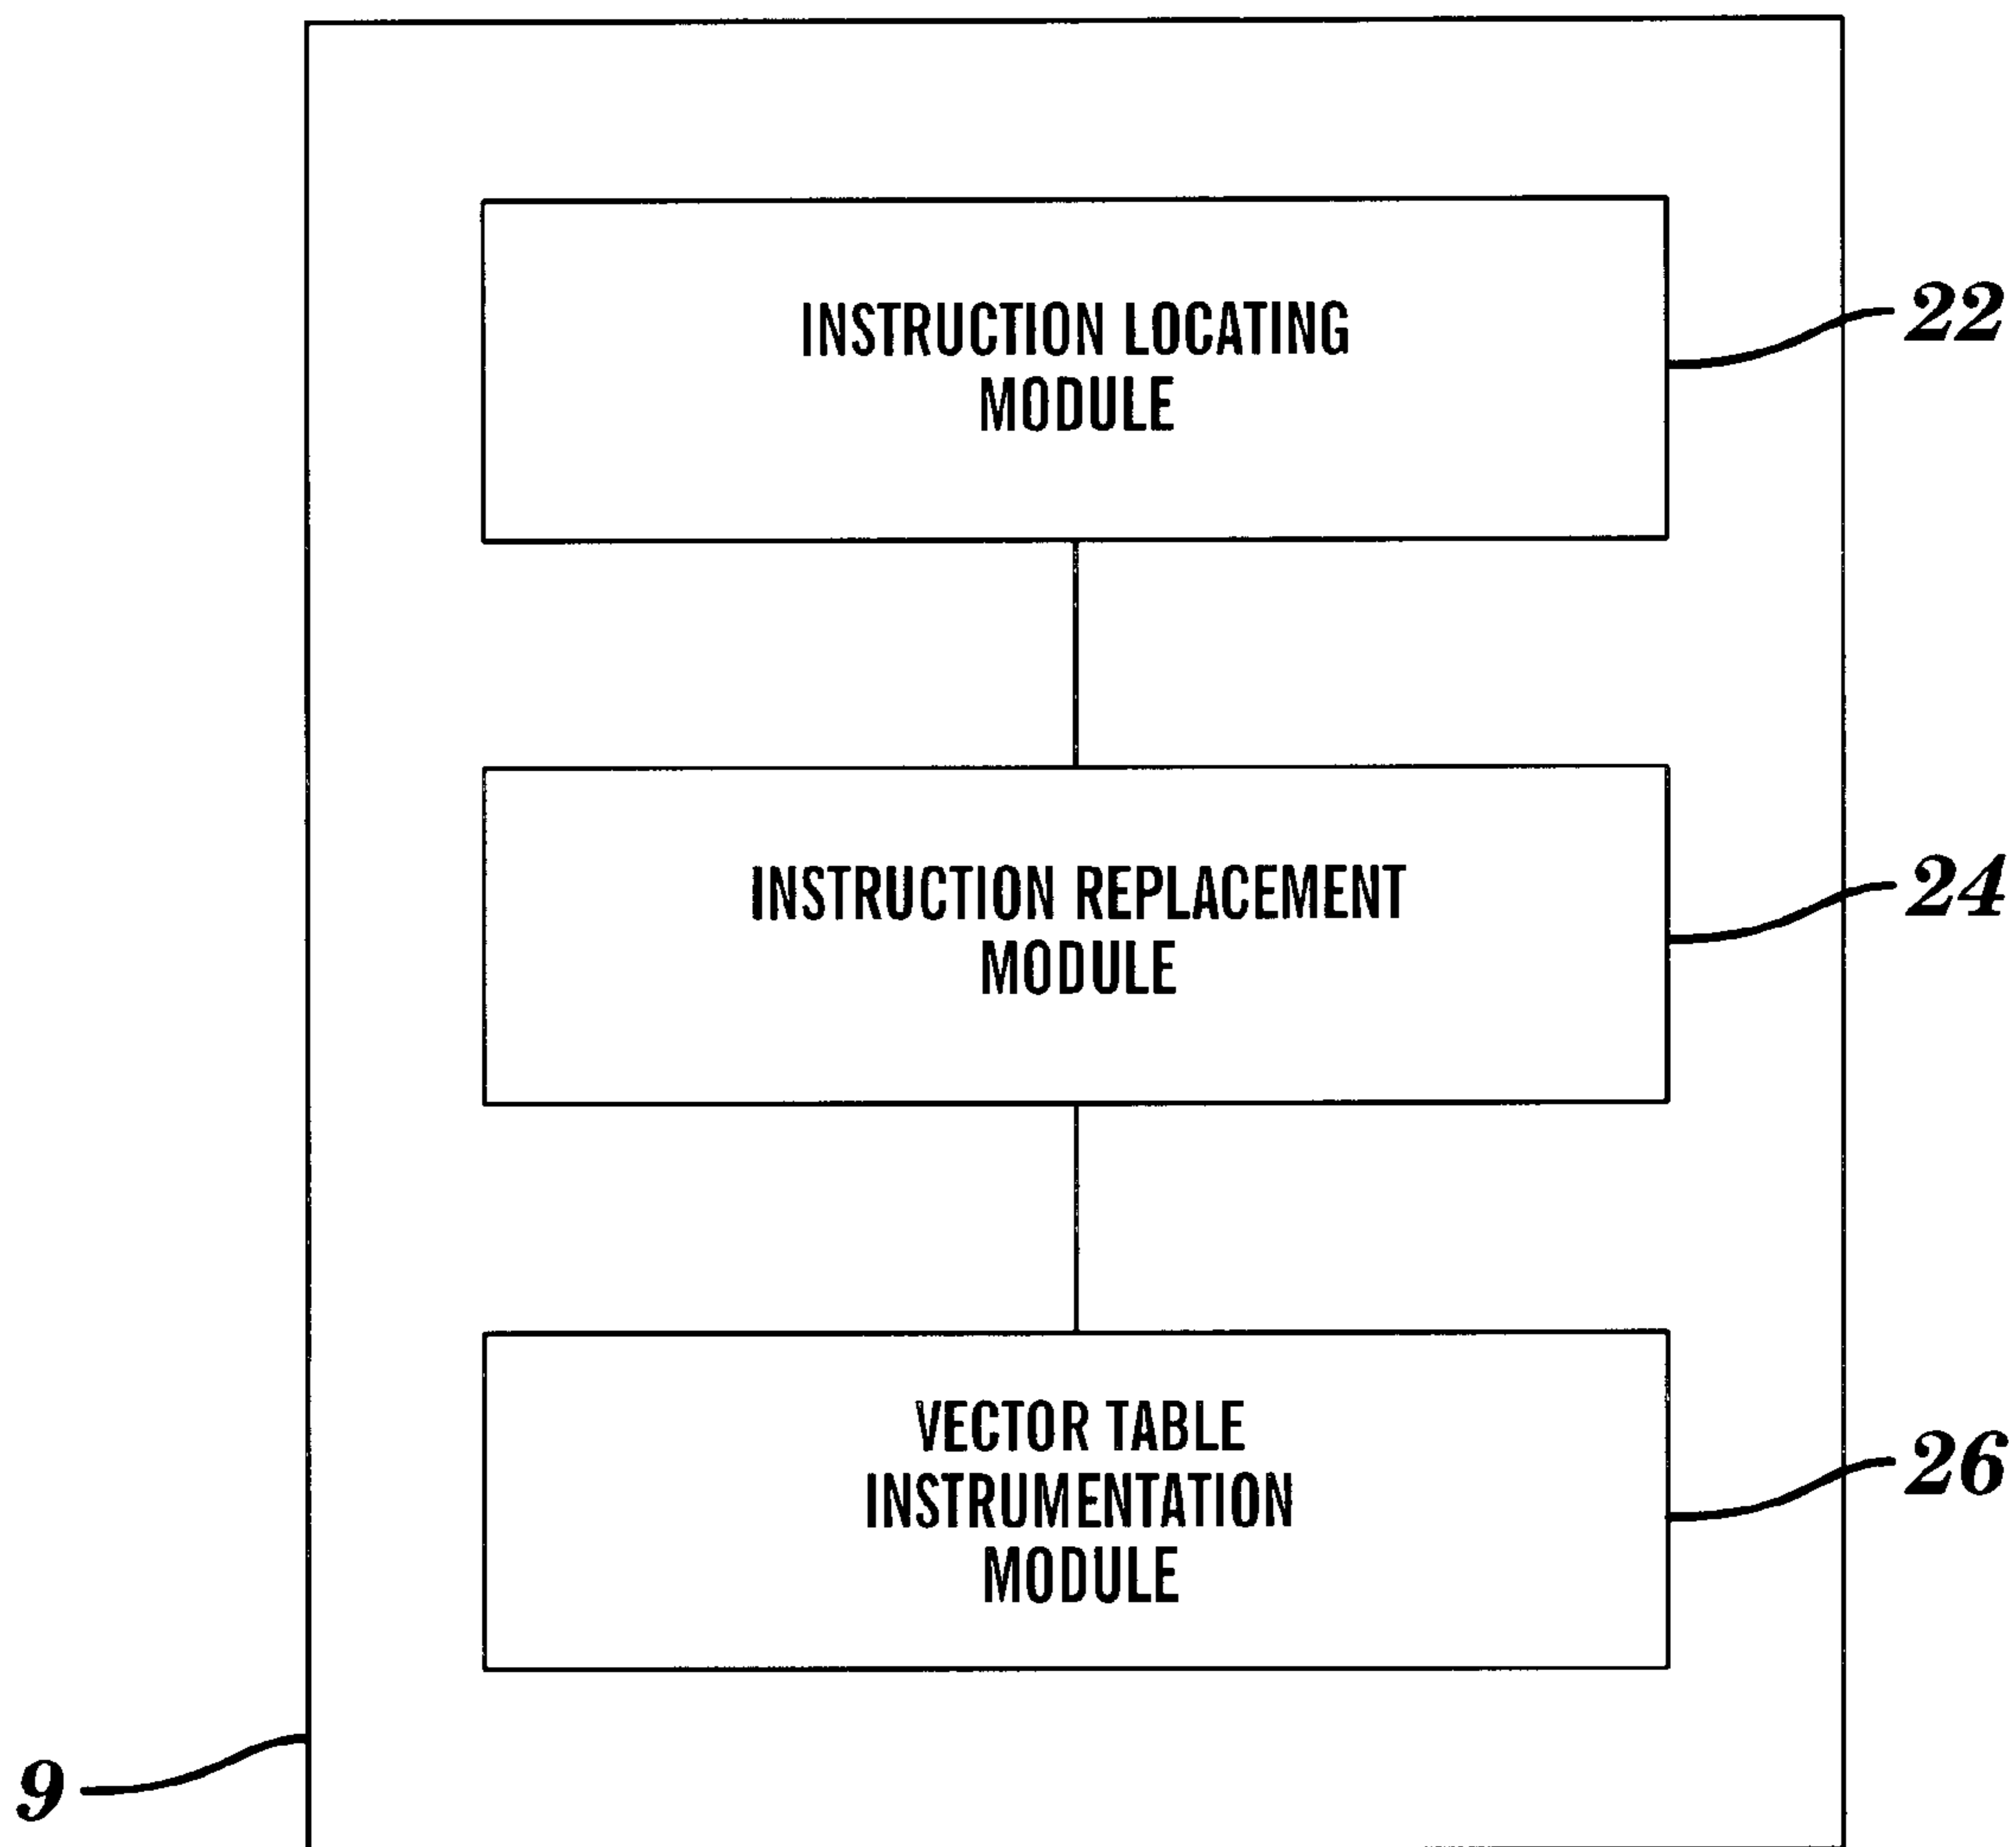 INSTRUCTION LOCATING
MODULE
22
INSTRUCTION REPLACEMENT
MODULE
24
VECTOR TABLE
INSTRUMENTATION
MODULE
26
9